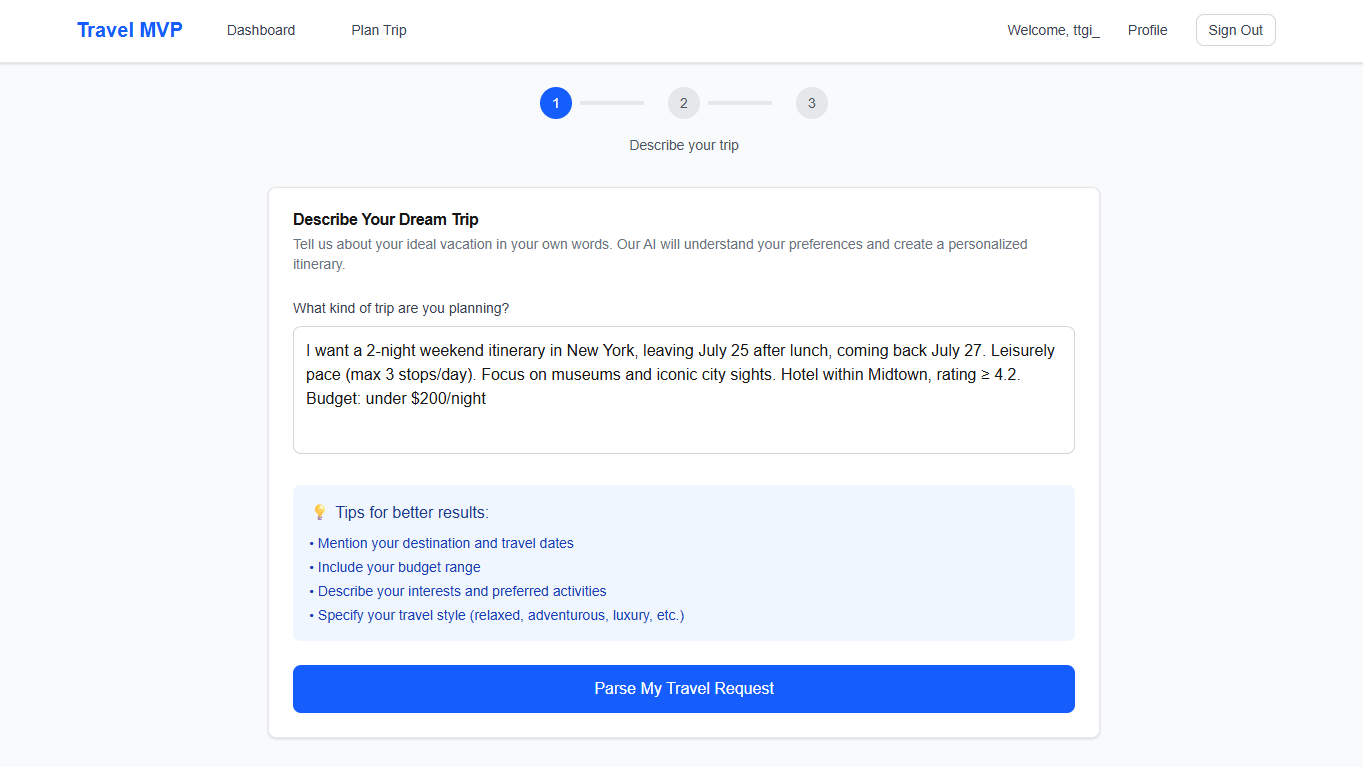 Travel MVP Dashboard Plan Trip Welcome, ttgi_ Profile Sign Out
1 2 3
Describe your trip
Describe Your Dream Trip
Tell us about your ideal vacation in your own words. Our AI will understand your preferences and create a personalized
itinerary.
What kind of trip are you planning?
I want a 2-night weekend itinerary in New York, leaving July 25 after lunch, coming back July 27. Leisurely
pace (max 3 stops/day). Focus on museums and iconic city sights. Hotel within Midtown, rating ≥ 4.2.
Budget: under $200/night
💡 Tips for better results:
• Mention your destination and travel dates
• Include your budget range
• Describe your interests and preferred activities
• Specify your travel style (relaxed, adventurous, luxury, etc.)
Parse My Travel Request